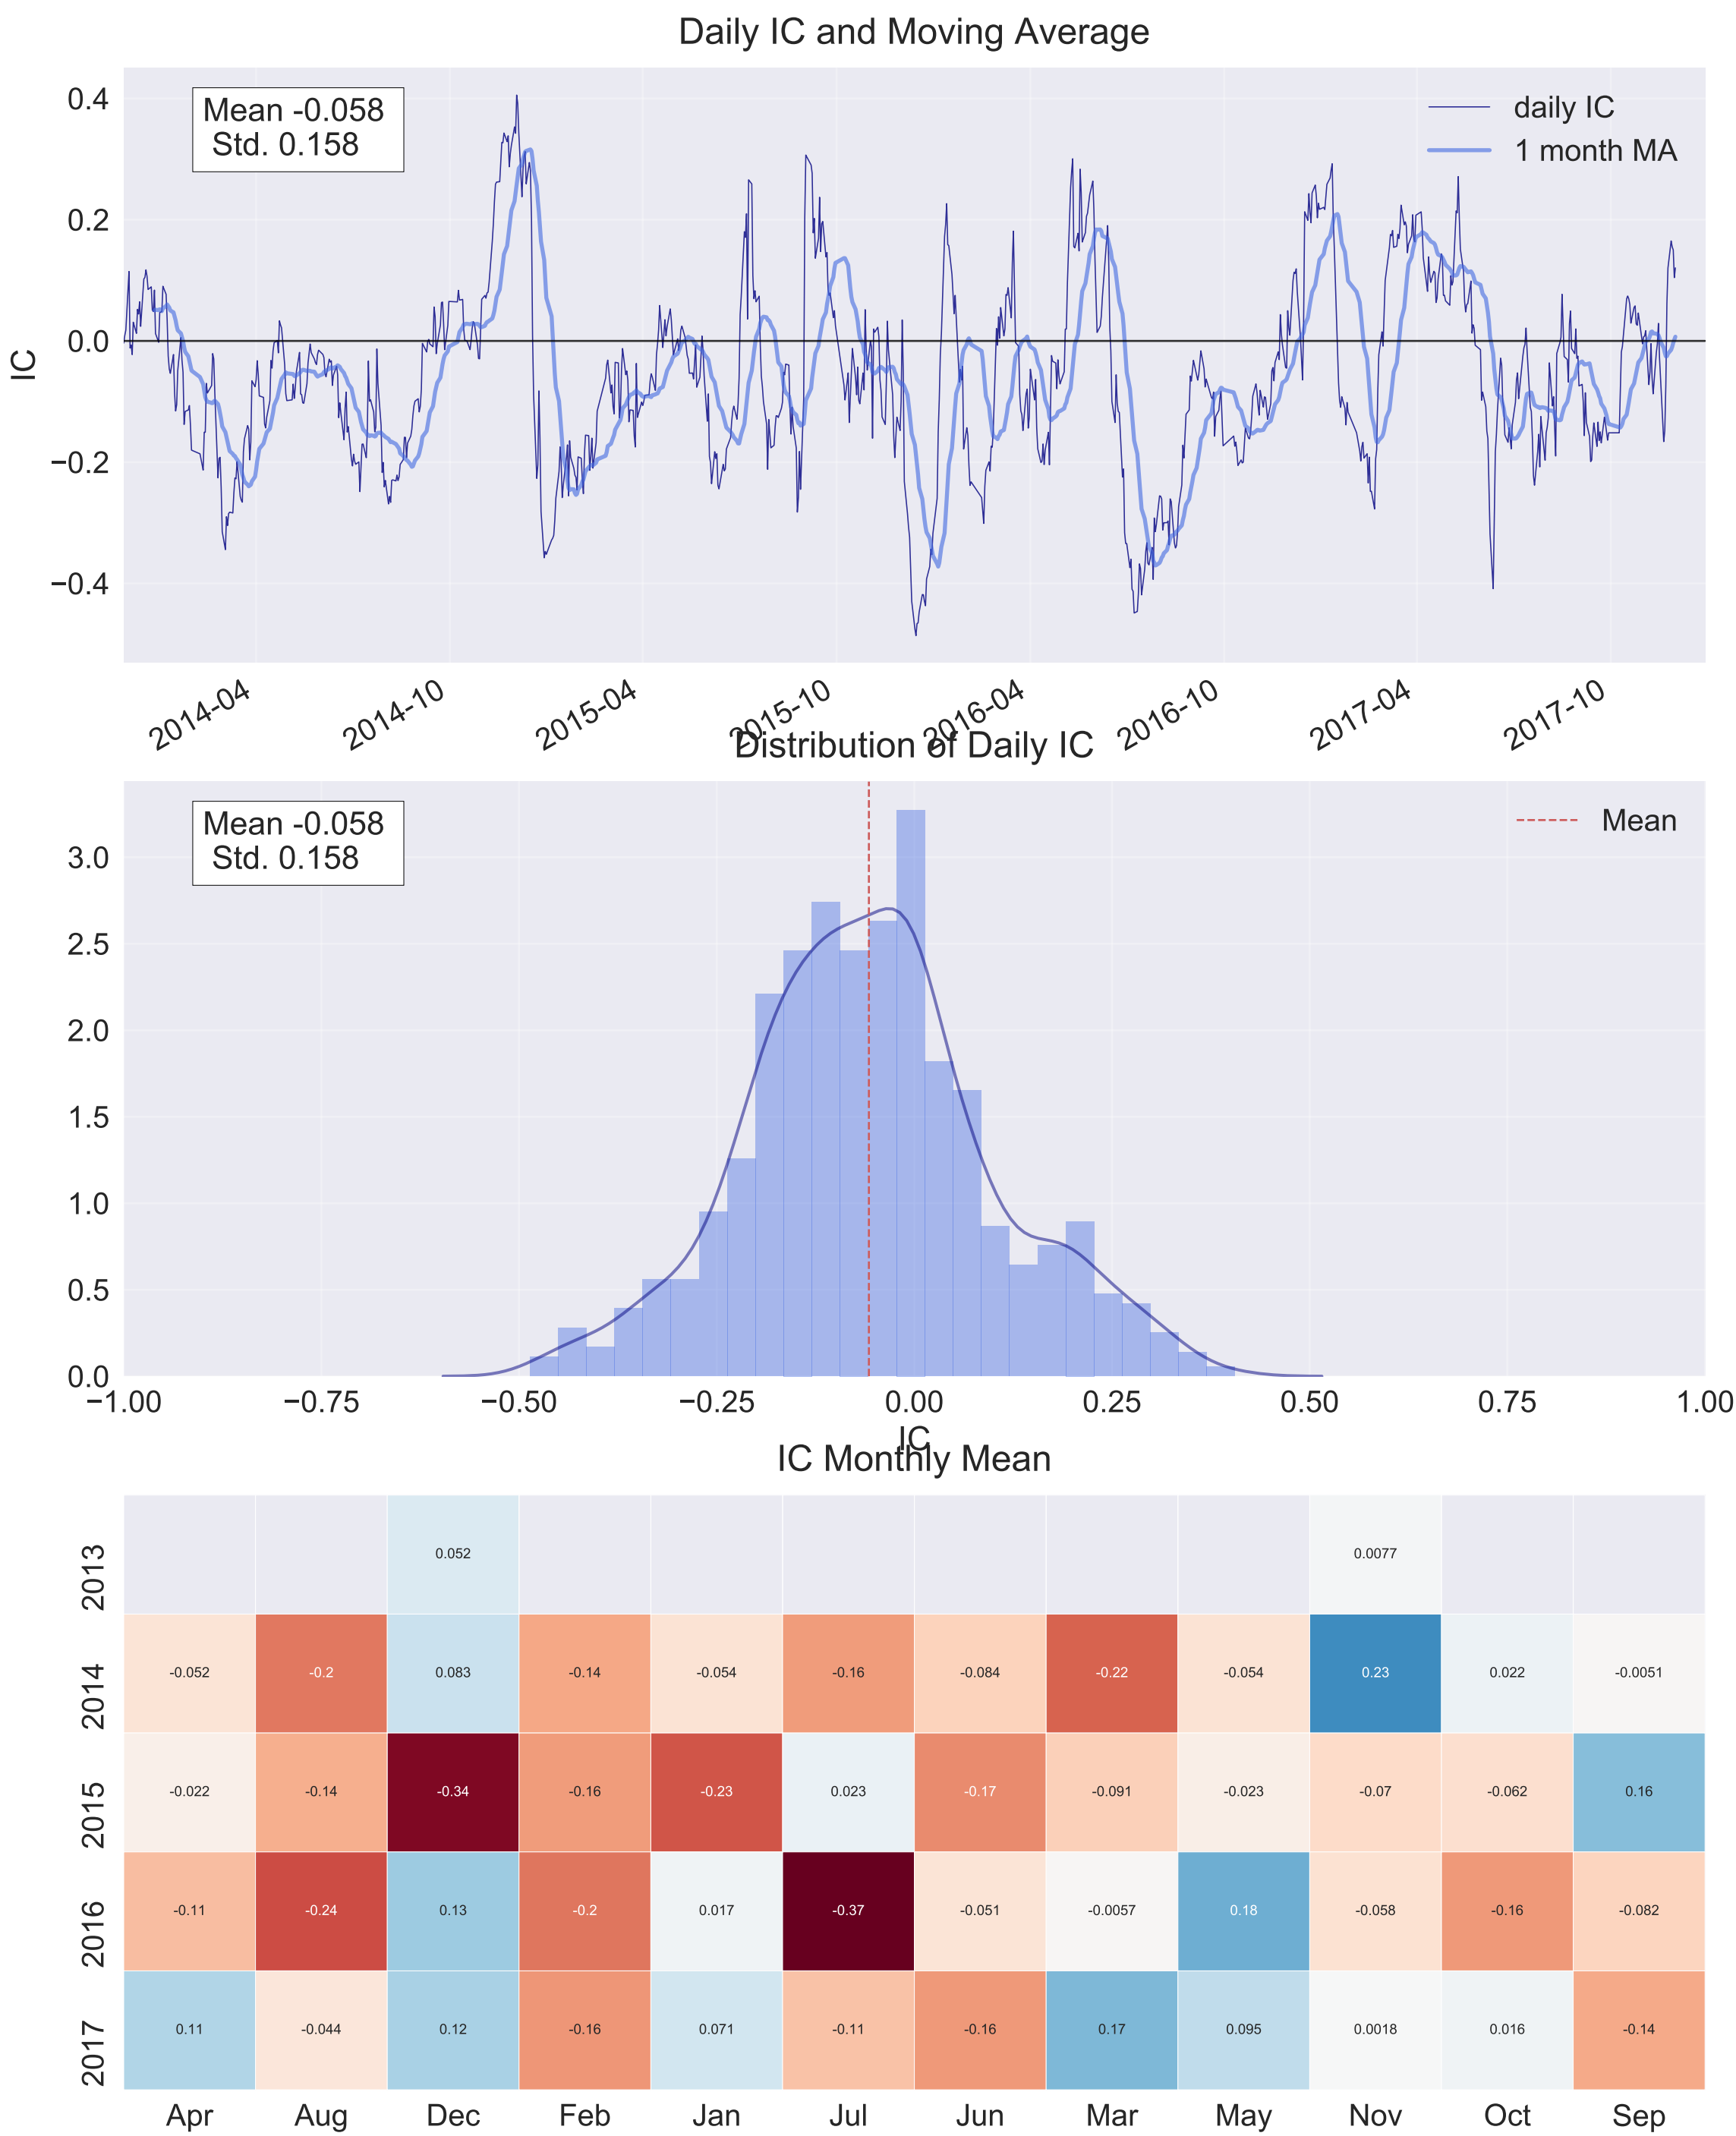 Daily IC and Moving Average
Mean -0.058
Std. 0.158
daily IC
1 month MA
IC
0.4
0.2
0.0
−0.2
−0.4
2014-04 2014-10 2015-04 2015-10 2016-04 2016-10 2017-04 2017-10
Distribution of Daily IC
Mean -0.058
Std. 0.158
Mean
3.0
2.5
2.0
1.5
1.0
0.5
0.0
−1.00 −0.75 −0.50 −0.25 0.00 0.25 0.50 0.75 1.00
IC
IC Monthly Mean
2013 0.052 0.0077
2014 -0.052 -0.2 0.083 -0.14 -0.054 -0.16 -0.084 -0.22 -0.054 0.23 0.022 -0.0051
2015 -0.022 -0.14 -0.34 -0.16 -0.23 0.023 -0.17 -0.091 -0.023 -0.07 -0.062 0.16
2016 -0.11 -0.24 0.13 -0.2 0.017 -0.37 -0.051 -0.0057 0.18 -0.058 -0.16 -0.082
2017 0.11 -0.044 0.12 -0.16 0.071 -0.11 -0.16 0.17 0.095 0.0018 0.016 -0.14
Apr Aug Dec Feb Jan Jul Jun Mar May Nov Oct Sep